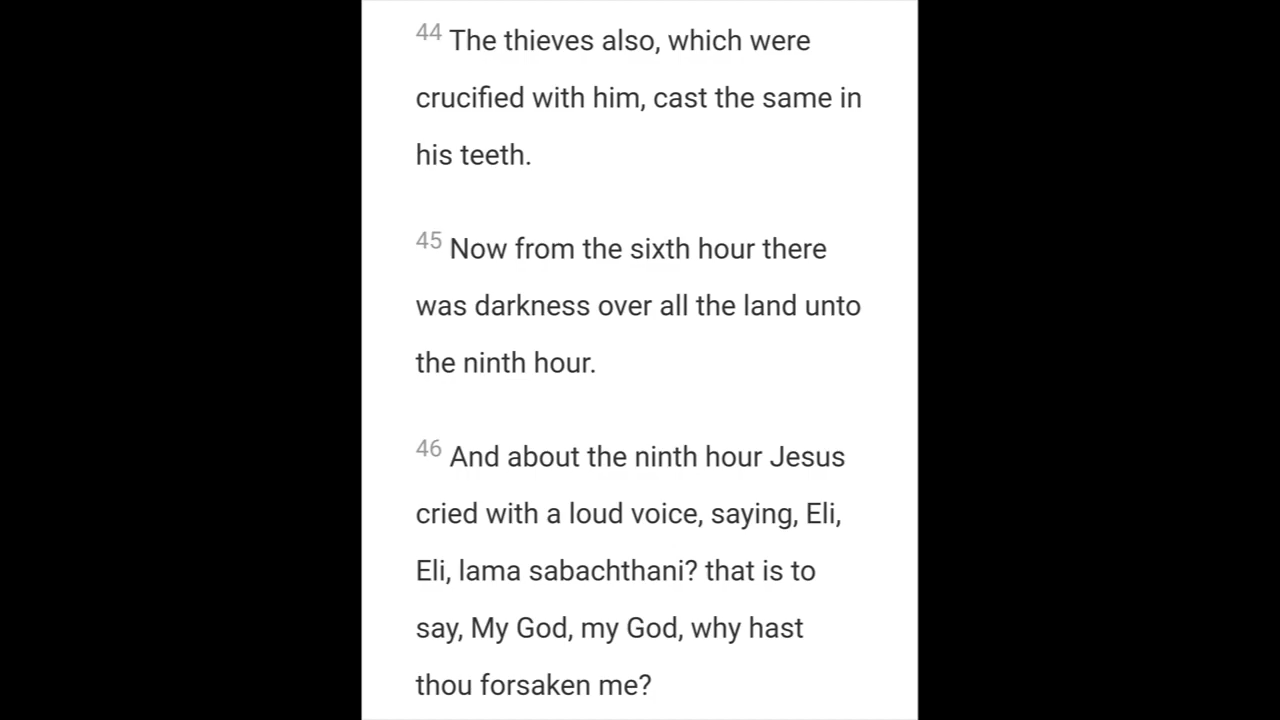 44 The thieves also, which were
crucified with him, cast the same in
his teeth.
45 Now from the sixth hour there
was darkness over all the land unto
the ninth hour.
46 And about the ninth hour Jesus
cried with a loud voice, saying, Eli,
Eli, lama sabachthani? that is to
say, My God, my God, why hast
thou forsaken me?